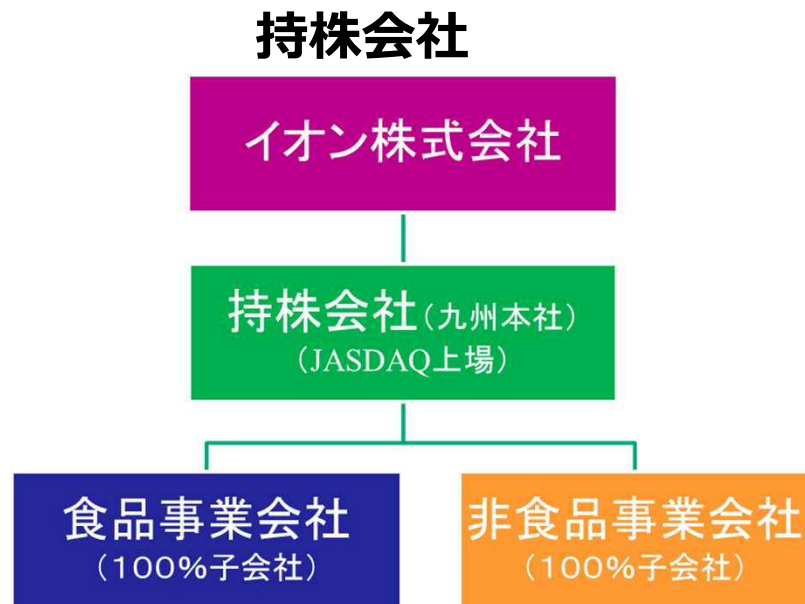 持株会社
イオン株式会社
持株会社(九州本社)
(JASDAQ上場)
食品事業会社
(100%子会社)
非食品事業会社
(100%子会社)